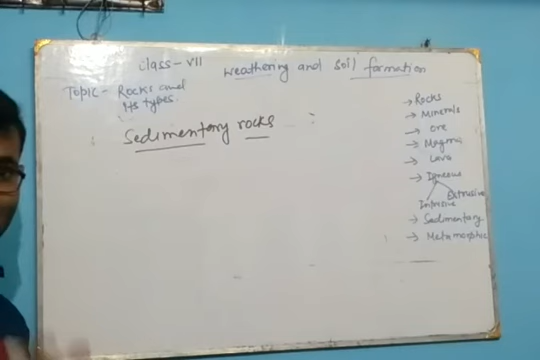 Class-VII
Weathering and soil formation
Topic- Rocks and
its types.
Sedimentary rocks :
→ Rocks
→ Minerals
→ Ore
→ Magma
→ Lava
→ Igneous
Extrusive
Intrusive
→ Sedimentary
→ Metamorphic